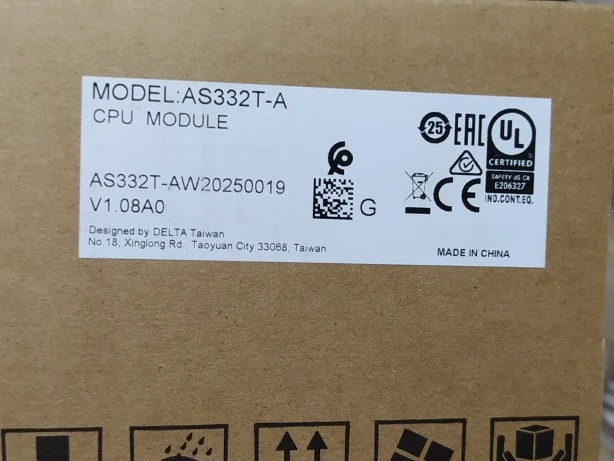 MODEL:AS332T-A
CPU MODULE
25
EAC
UL
CERTIFIED
SAFETY US CA
E206327
IND.CONT.EQ.
CE
AS332T-AW20250019
V1.08A0
G
Designed by DELTA Taiwan
No.18, Xinglong Rd., Taoyuan City 33068, Taiwan
MADE IN CHINA